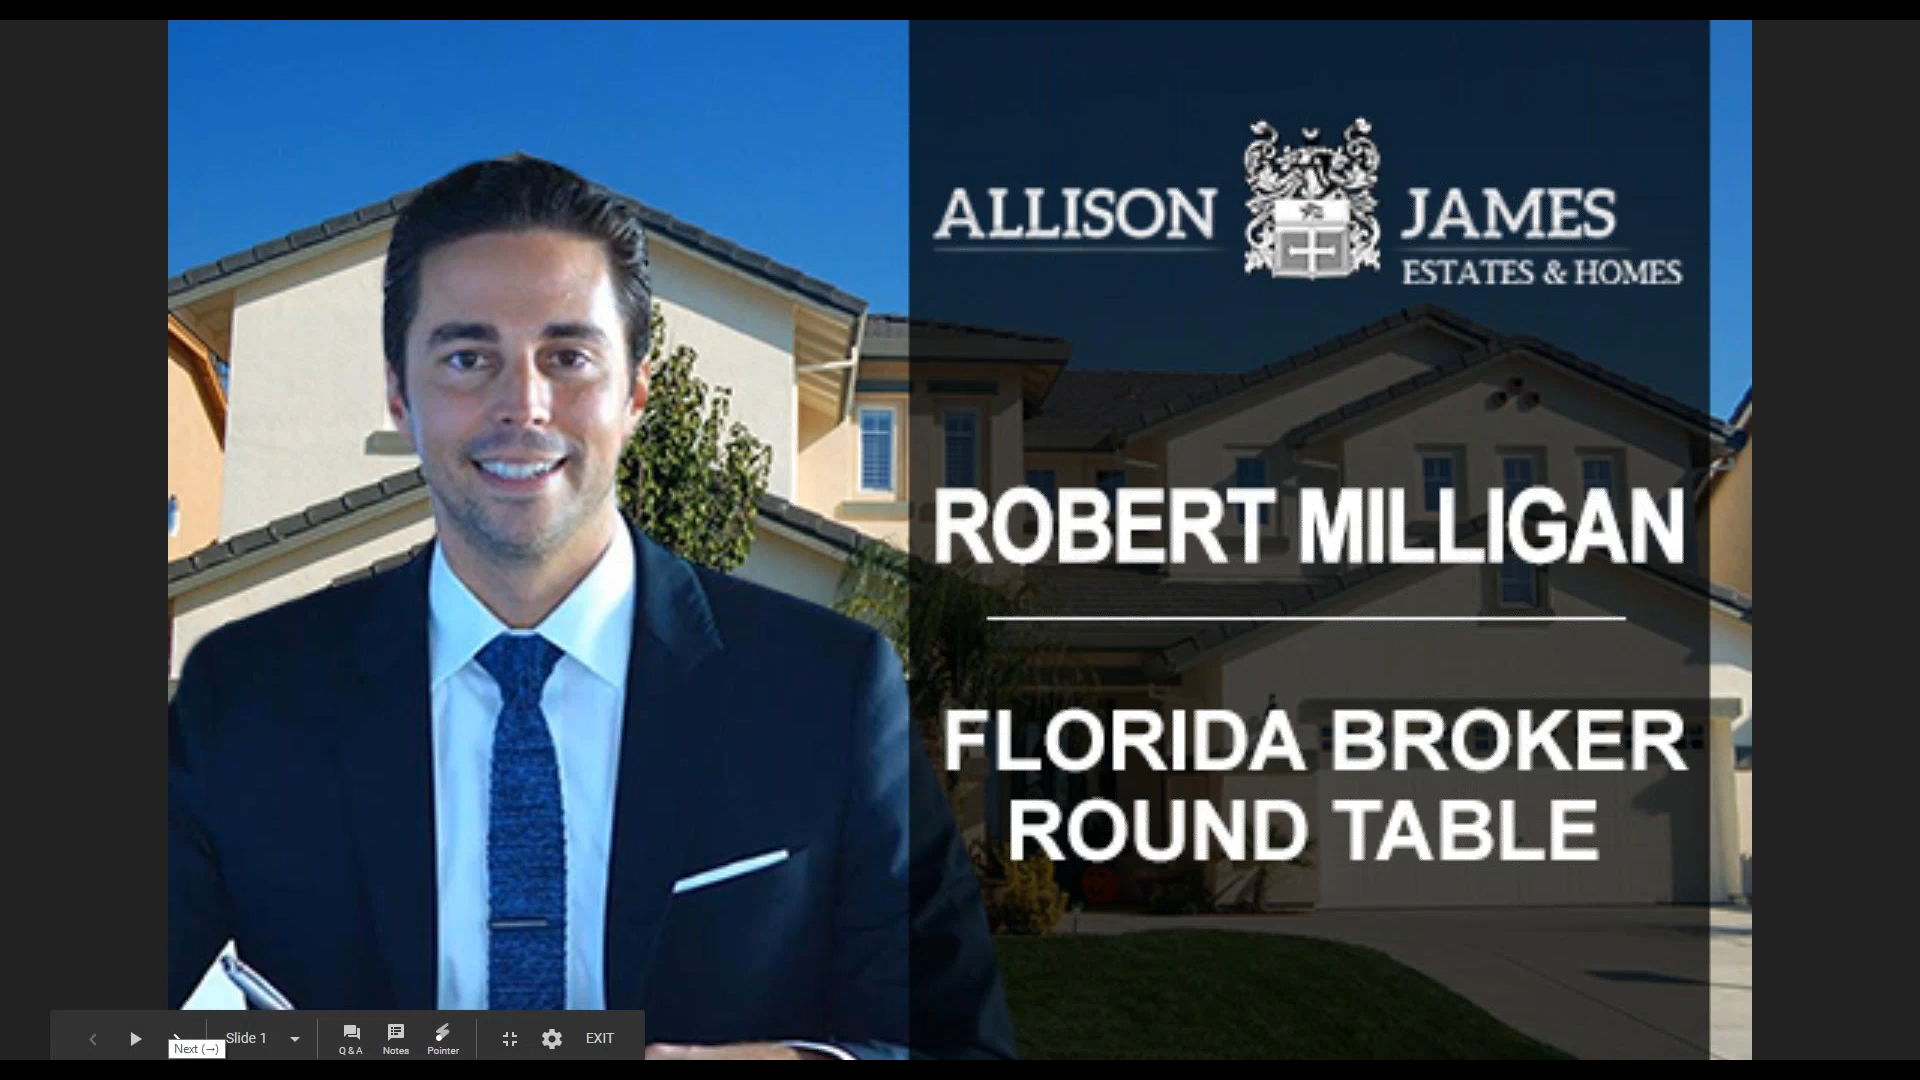 ALLISON JAMES
ESTATES & HOMES
ROBERT MILLIGAN
FLORIDA BROKER
ROUND TABLE
Slide 1
Q & A
Notes
Pointer
EXIT
Next (→)